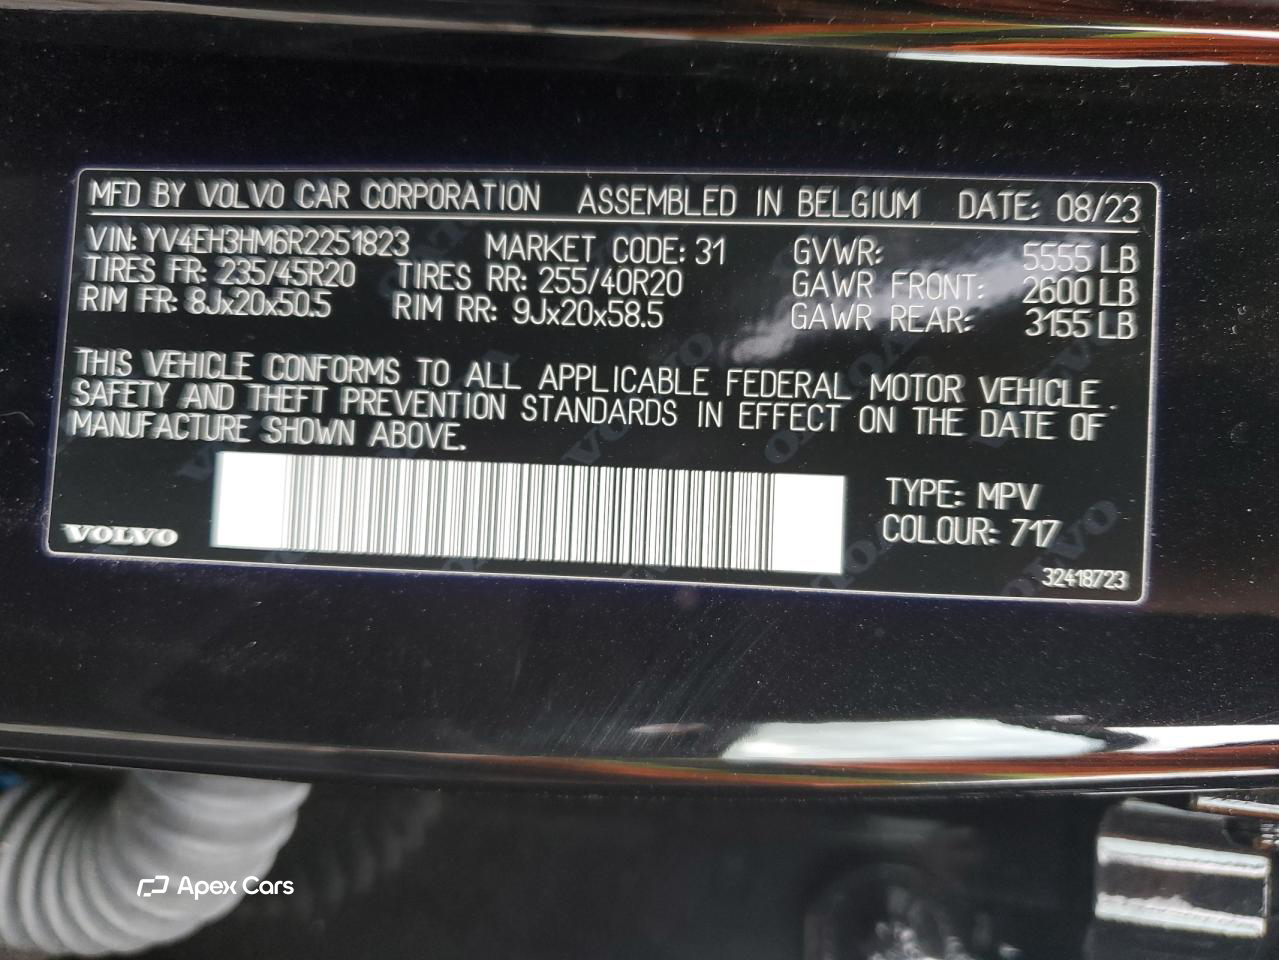 MFD BY VOLVO CAR CORPORATION ASSEMBLED IN BELGIUM DATE: 08/23
VIN: YV4EH3HM6R2251823 MARKET CODE: 31 GVWR: 5555 LB
TIRES FR: 235/45R20 TIRES RR: 255/40R20 GAWR FRONT: 2600 LB
RIM FR: 8Jx20x50.5 RIM RR: 9Jx20x58.5 GAWR REAR: 3155 LB
THIS VEHICLE CONFORMS TO ALL APPLICABLE FEDERAL MOTOR VEHICLE
SAFETY AND THEFT PREVENTION STANDARDS IN EFFECT ON THE DATE OF
MANUFACTURE SHOWN ABOVE.
TYPE: MPV
COLOUR: 717
VOLVO
32418723
Apex Cars